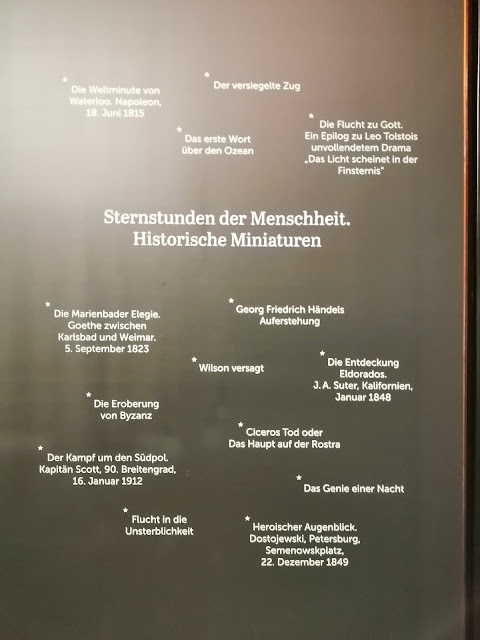 * Die Weltminute von
Waterloo. Napoleon,
18. Juni 1815
* Der versiegelte Zug
* Das erste Wort
über den Ozean
* Die Flucht zu Gott.
Ein Epilog zu Leo Tolstois
unvollendetem Drama
„Das Licht scheinet in der
Finsternis“
Sternstunden der Menschheit.
Historische Miniaturen
* Die Marienbader Elegie.
Goethe zwischen
Karlsbad und Weimar.
5. September 1823
* Georg Friedrich Händels
Auferstehung
* Wilson versagt
* Die Entdeckung
Eldorados.
J. A. Suter, Kalifornien,
Januar 1848
* Die Eroberung
von Byzanz
* Ciceros Tod oder
Das Haupt auf der Rostra
* Der Kampf um den Südpol.
Kapitän Scott, 90. Breitengrad,
16. Januar 1912
* Das Genie einer Nacht
* Flucht in die
Unsterblichkeit
* Heroischer Augenblick.
Dostojewski, Petersburg,
Semenowskplatz,
22. Dezember 1849